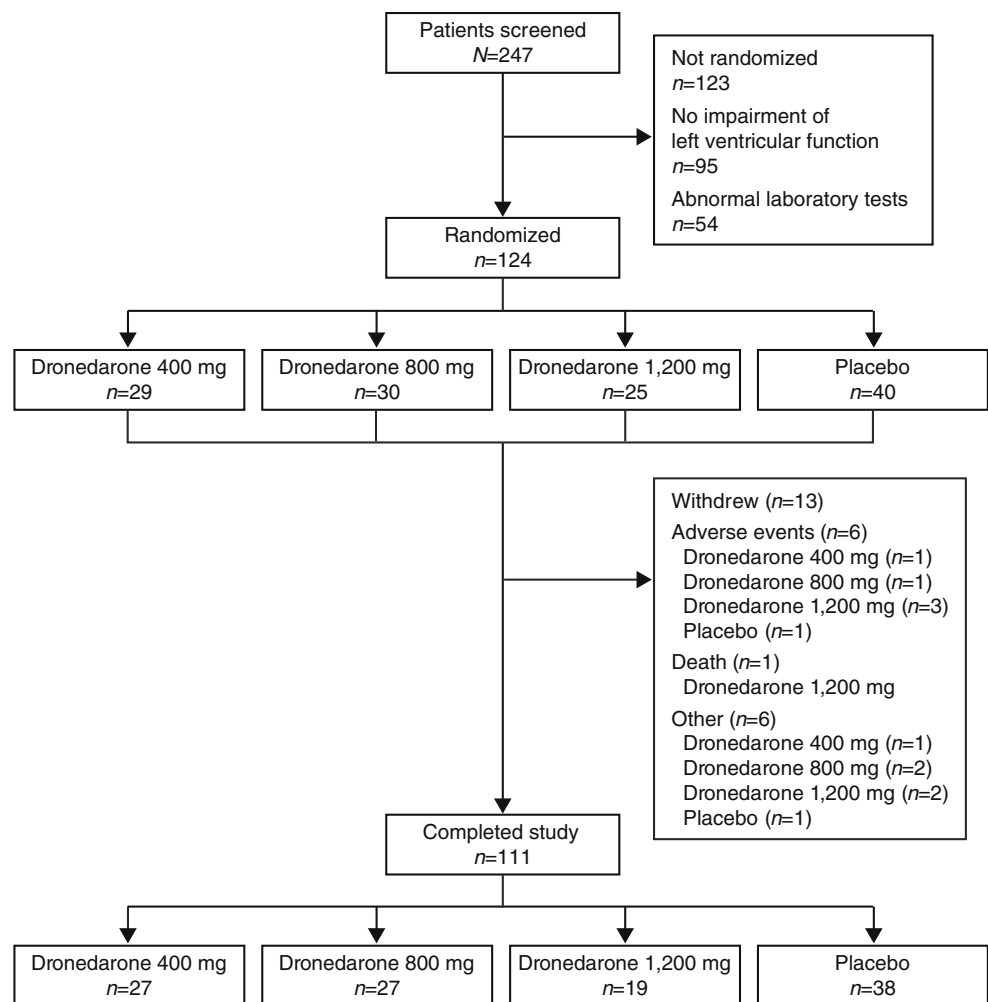 Patients screened
N=247
Not randomized
n=123
No impairment of
left ventricular function
n=95
Abnormal laboratory tests
n=54
Randomized
n=124
Dronedarone 400 mg
n=29
Dronedarone 800 mg
n=30
Dronedarone 1,200 mg
n=25
Placebo
n=40
Withdrew (n=13)
Adverse events (n=6)
Dronedarone 400 mg (n=1)
Dronedarone 800 mg (n=1)
Dronedarone 1,200 mg (n=3)
Placebo (n=1)
Death (n=1)
Dronedarone 1,200 mg
Other (n=6)
Dronedarone 400 mg (n=1)
Dronedarone 800 mg (n=2)
Dronedarone 1,200 mg (n=2)
Placebo (n=1)
Completed study
n=111
Dronedarone 400 mg
n=27
Dronedarone 800 mg
n=27
Dronedarone 1,200 mg
n=19
Placebo
n=38